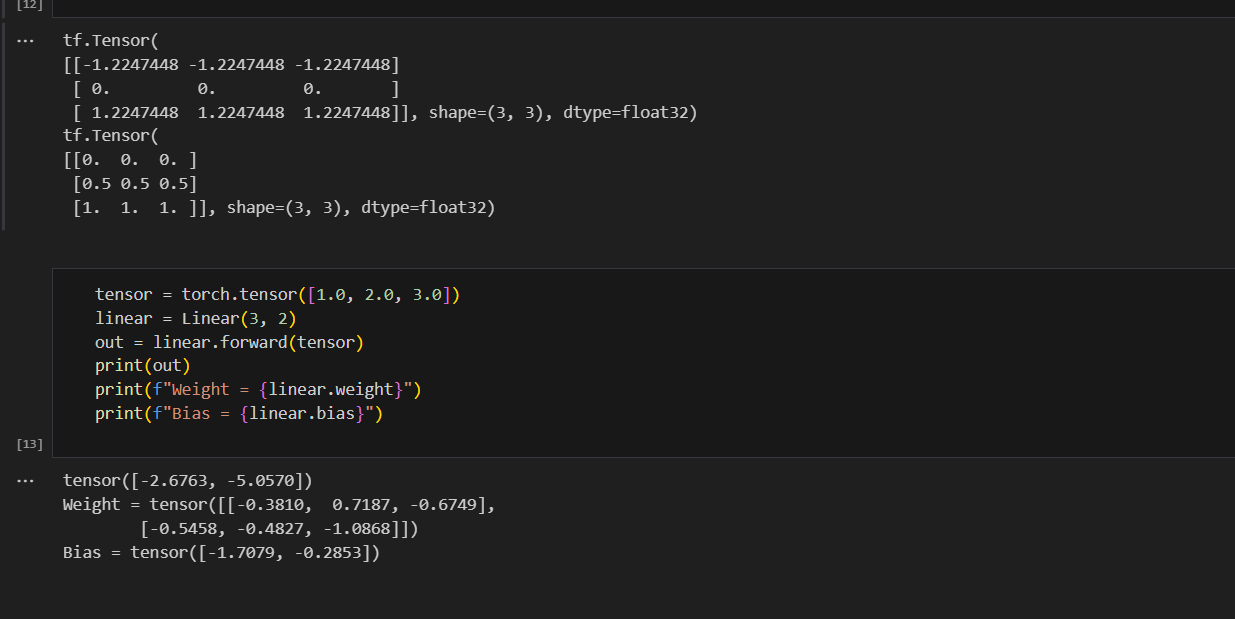 [12]
... tf.Tensor(
[[-1.2247448 -1.2247448 -1.2247448]
 [ 0.         0.         0.       ]
 [ 1.2247448  1.2247448  1.2247448]], shape=(3, 3), dtype=float32)
tf.Tensor(
[[0.  0.  0. ]
 [0.5 0.5 0.5]
 [1.  1.  1. ]], shape=(3, 3), dtype=float32)
tensor = torch.tensor([1.0, 2.0, 3.0])
linear = Linear(3, 2)
out = linear.forward(tensor)
print(out)
print(f"Weight = {linear.weight}")
print(f"Bias = {linear.bias}")
[13]
... tensor([-2.6763, -5.0570])
Weight = tensor([[-0.3810,  0.7187, -0.6749],
        [-0.5458, -0.4827, -1.0868]])
Bias = tensor([-1.7079, -0.2853])